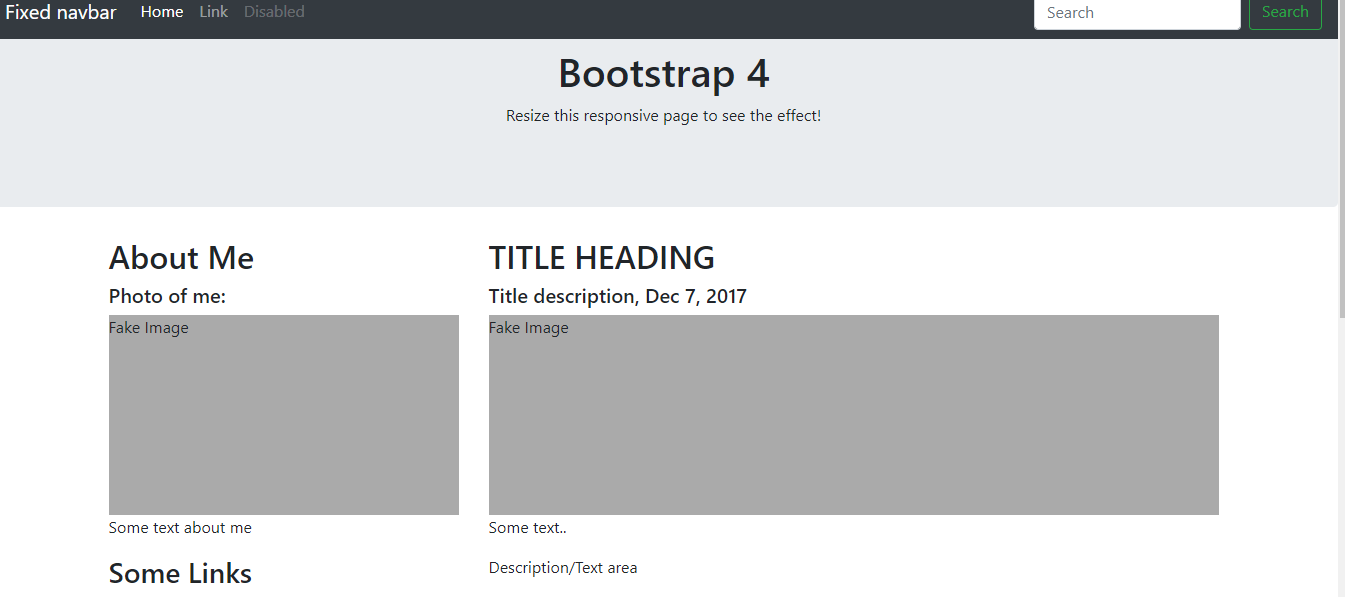 Fixed navbar Home Link Disabled Search Search
Bootstrap 4
Resize this responsive page to see the effect!
About Me
Photo of me:
Fake Image
Some text about me
Some Links
TITLE HEADING
Title description, Dec 7, 2017
Fake Image
Some text..
Description/Text area